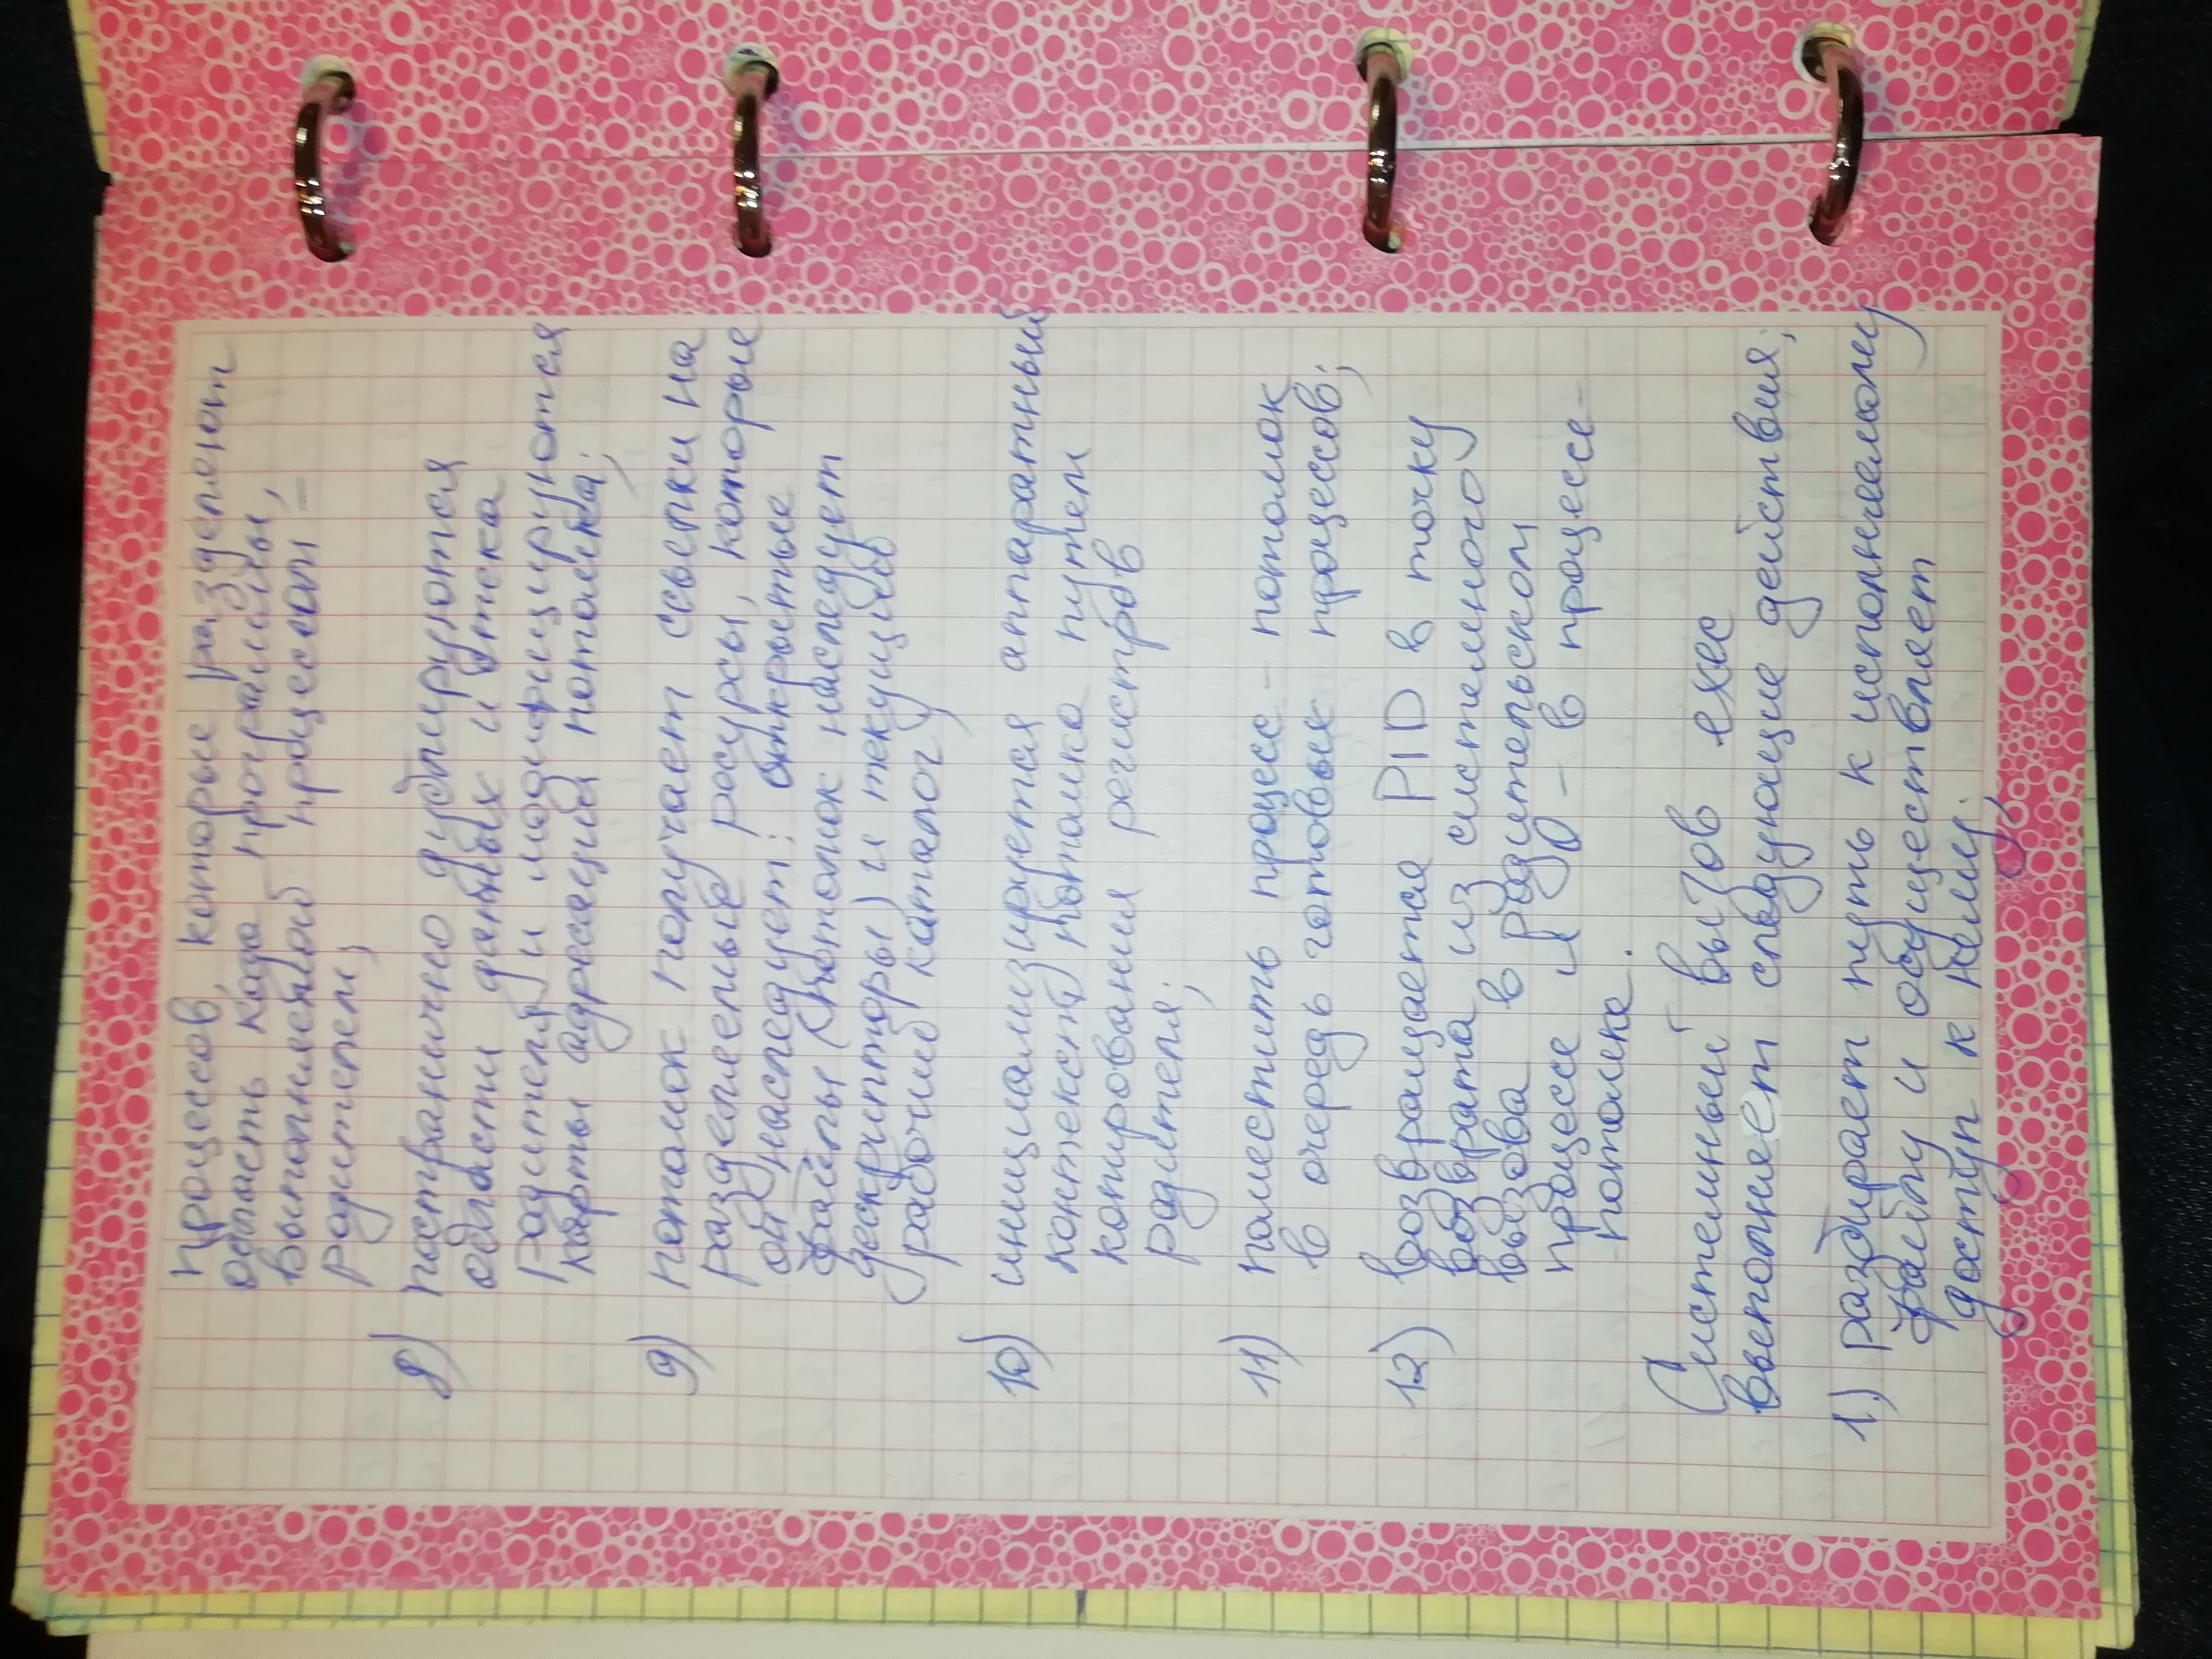 процессов, которые разделяют
область кода программы,
выполняемой процессом -
родителем;
8) постранично дублируются
области данных и стека
родителя и модифицируются
карты адресации потомка;
9) потомок получает ссылки на
разделяемые ресурсы, которые
он наследует: открытые
файлы (потомок наследует
дескрипторы) и текущий
рабочий каталог;
10) инициализируется аппаратный
контекст потомка путем
копирования регистров
родителя;
11) поместить процесс - потомок
в очередь готовых процессов;
12) возвращается PID в точку
возврата из системного
вызова в родительском
процессе и 0 - в процессе-
потомке.
Системный вызов exec
выполняет следующие действия;
1.) разбирает путь к исполняемому
файлу и осуществляет
доступ к нему;